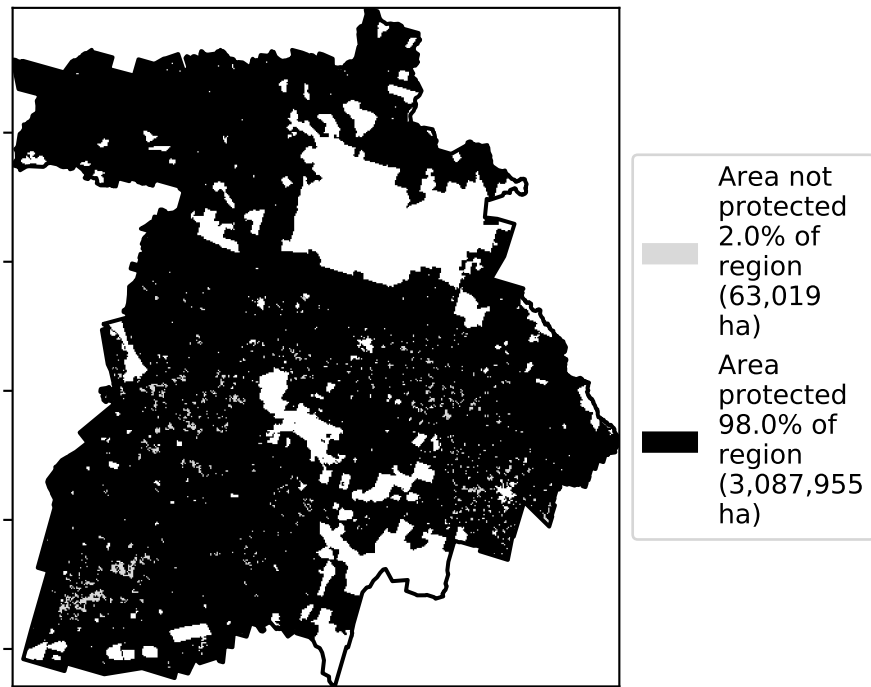 Area not
protected
2.0% of
region
(63,019
ha)
Area
protected
98.0% of
region
(3,087,955
ha)